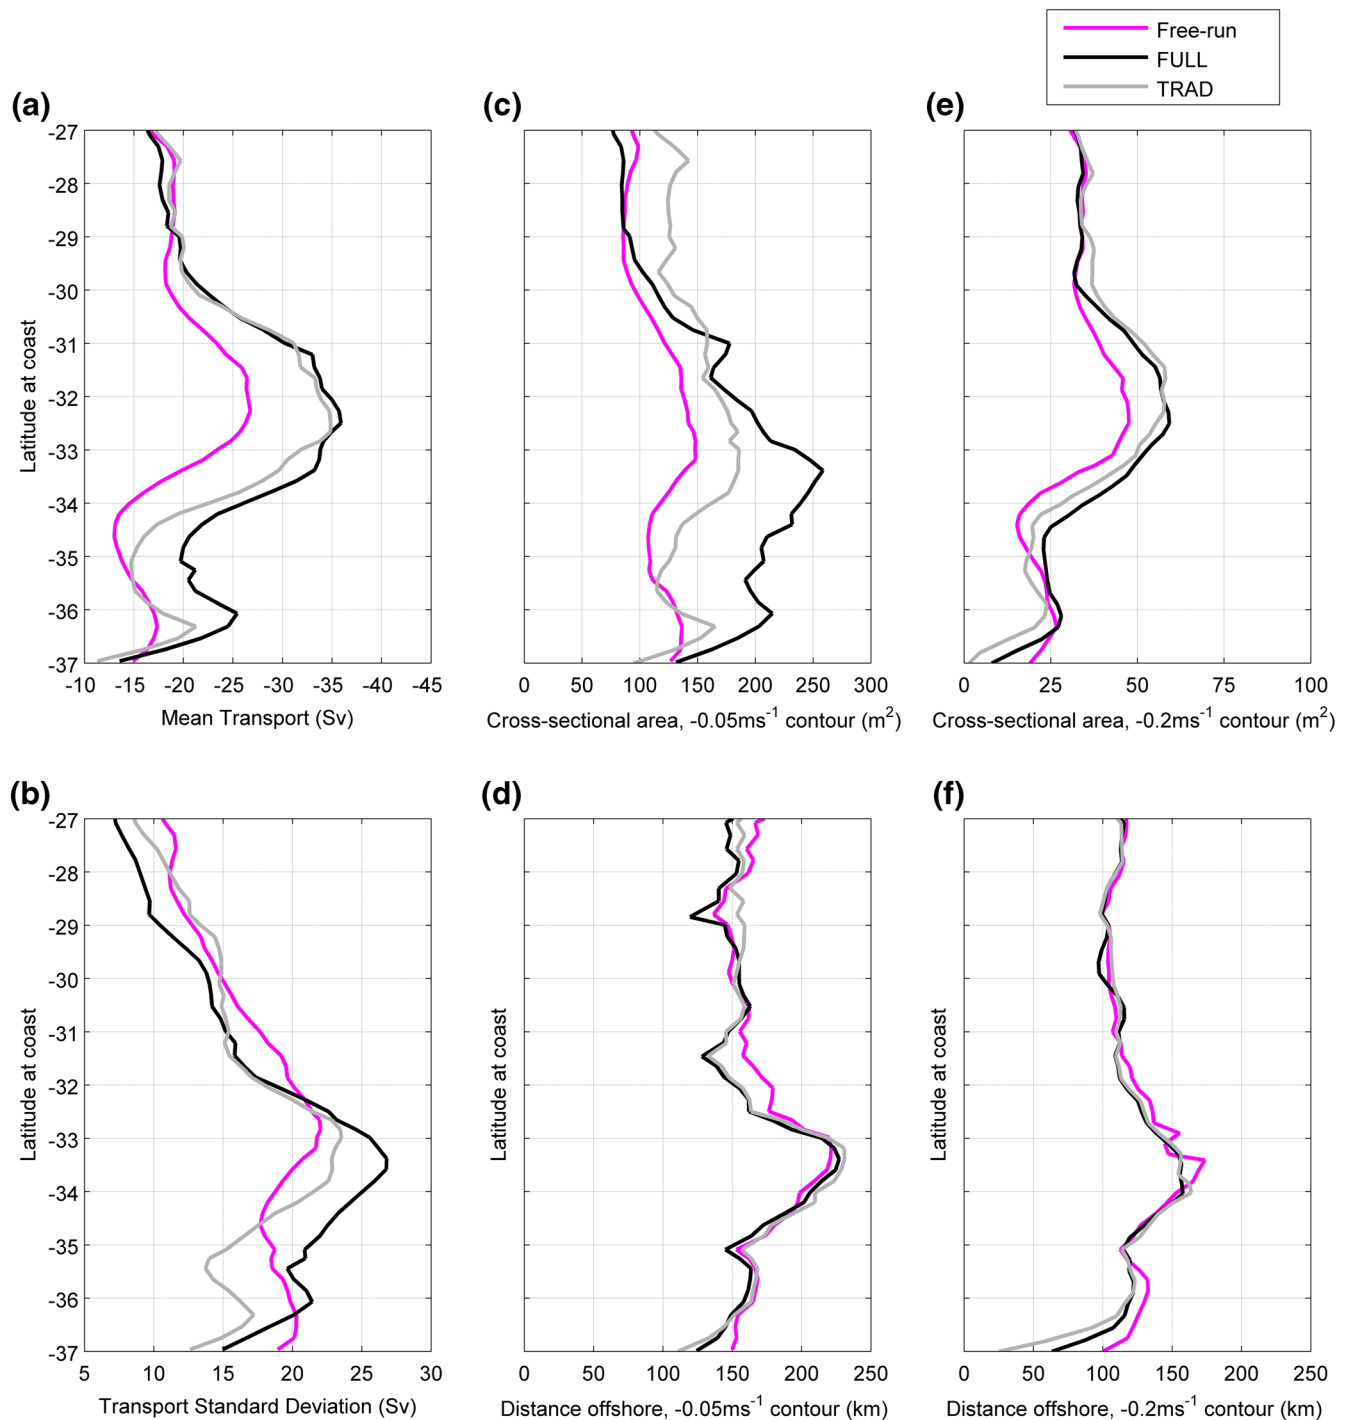 Free-run
FULL
TRAD
(a)
-27
-28
-29
-30
-31
-32
-33
-34
-35
-36
-37
Latitude at coast
-10 -15 -20 -25 -30 -35 -40 -45
Mean Transport (Sv)
(c)
0 50 100 150 200 250 300
Cross-sectional area, -0.05ms⁻¹ contour (m²)
(e)
0 25 50 75 100
Cross-sectional area, -0.2ms⁻¹ contour (m²)
(b)
-27
-28
-29
-30
-31
-32
-33
-34
-35
-36
-37
Latitude at coast
5 10 15 20 25 30
Transport Standard Deviation (Sv)
(d)
Latitude at coast
0 50 100 150 200 250
Distance offshore, -0.05ms⁻¹ contour (km)
(f)
Latitude at coast
0 50 100 150 200 250
Distance offshore, -0.2ms⁻¹ contour (km)